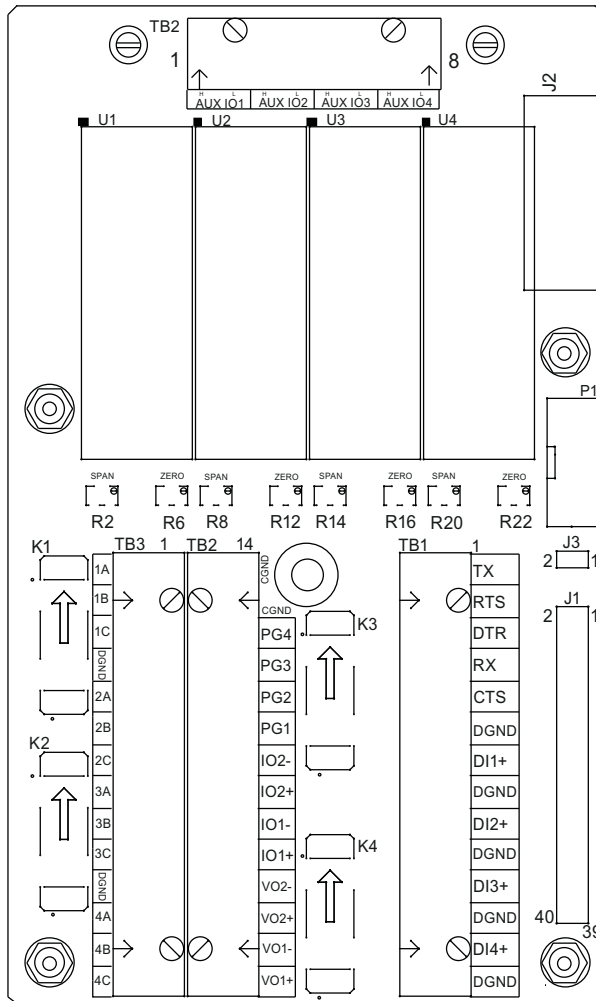 TB2
1
8
J2
H L H L H L H L
AUX IO1 AUX IO2 AUX IO3 AUX IO4
U1 U2 U3 U4
P1
SPAN ZERO SPAN ZERO SPAN ZERO SPAN ZERO
R2 R6 R8 R12 R14 R16 R20 R22
K1
TB3 1
TB2 14
TB1 1
J3
2 1
J1
2 1
40 39
1A
1B
1C
DGND
2A
2B
2C
3A
3B
3C
DGND
4A
4B
4C
K2
CGND
CGND
PG4
PG3
PG2
PG1
IO2-
IO2+
IO1-
IO1+
VO2-
VO2+
VO1-
VO1+
K3
K4
TX
RTS
DTR
RX
CTS
DGND
DI1+
DGND
DI2+
DGND
DI3+
DGND
DI4+
DGND